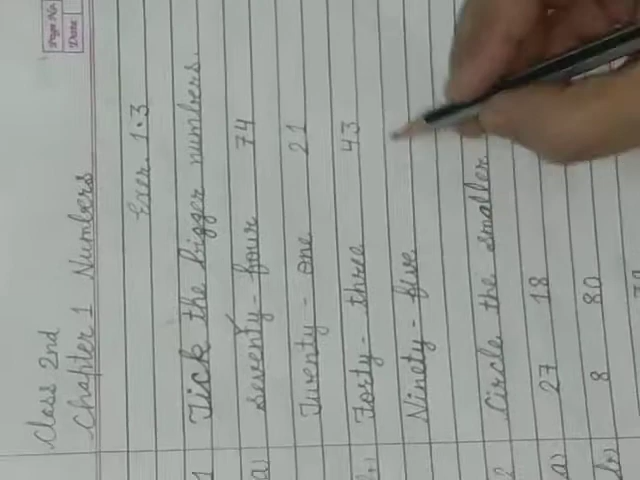 Page No.
Date
Class 2nd
Chapter 1 Numbers
Exer. 1.3
1 Tick the bigger numbers.
a) Seventy-four 74
Twenty-one 21
b) Forty-three 43
Ninety-five
2 Circle the smaller
a) 27 18
b) 8 80